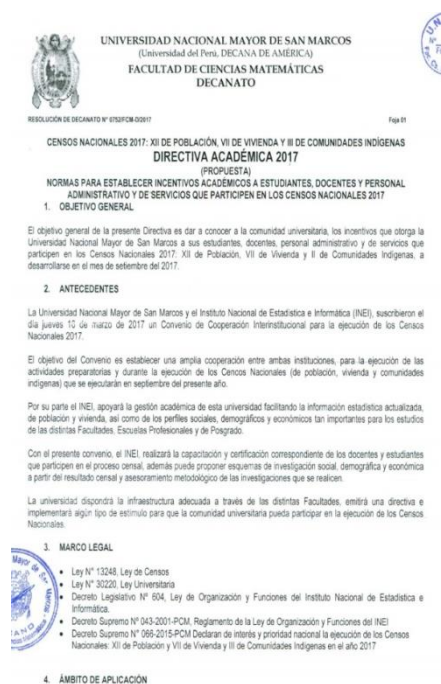 UNIVERSIDAD NACIONAL MAYOR DE SAN MARCOS
(Universidad del Perú, DECANA DE AMÉRICA)
FACULTAD DE CIENCIAS MATEMÁTICAS
DECANATO
RESOLUCIÓN DE DECANATO N° 0752/FCM-D/2017 Foja 01
CENSOS NACIONALES 2017: XII DE POBLACIÓN, VII DE VIVIENDA Y III DE COMUNIDADES INDÍGENAS
DIRECTIVA ACADÉMICA 2017
(PROPUESTA)
NORMAS PARA ESTABLECER INCENTIVOS ACADÉMICOS A ESTUDIANTES, DOCENTES Y PERSONAL
ADMINISTRATIVO Y DE SERVICIOS QUE PARTICIPEN EN LOS CENSOS NACIONALES 2017
1. OBJETIVO GENERAL
El objetivo general de la presente Directiva es dar a conocer a la comunidad universitaria, los incentivos que otorga la
Universidad Nacional Mayor de San Marcos a sus estudiantes, docentes, personal administrativo y de servicios que
participen en los Censos Nacionales 2017: XII de Población, VII de Vivienda y II de Comunidades Indígenas, a
desarrollarse en el mes de setiembre del 2017.
2. ANTECEDENTES
La Universidad Nacional Mayor de San Marcos y el Instituto Nacional de Estadística e Informática (INEI), suscribieron el
día jueves 10 de marzo de 2017 un Convenio de Cooperación Interinstitucional para la ejecución de los Censos
Nacionales 2017.
El objetivo del Convenio es establecer una amplia cooperación entre ambas instituciones, para la ejecución de las
actividades preparatorias y durante la ejecución de los Cencos Nacionales (de población, vivienda y comunidades
indígenas) que se ejecutarán en septiembre del presente año.
Por su parte el INEI, apoyará la gestión académica de esta universidad facilitando la información estadística actualizada,
de población y vivienda, así como de los perfiles sociales, demográficos y económicos tan importantes para los estudios
de las distintas Facultades, Escuelas Profesionales y de Posgrado.
Con el presente convenio, el INEI, realizará la capacitación y certificación correspondiente de los docentes y estudiantes
que participen en el proceso censal, además puede proponer esquemas de investigación social, demográfica y económica
a partir del resultado censal y asesoramiento metodológico de las investigaciones que se realicen.
La universidad dispondrá la infraestructura adecuada a través de las distintas Facultades, emitirá una directiva e
implementará algún tipo de estímulo para que la comunidad universitaria pueda participar en la ejecución de los Censos
Nacionales.
3. MARCO LEGAL
• Ley N° 13248, Ley de Censos
• Ley N° 30220, Ley Universitaria
• Decreto Legislativo N° 604, Ley de Organización y Funciones del Instituto Nacional de Estadística e
Informática.
• Decreto Supremo N° 043-2001-PCM, Reglamento de la Ley de Organización y Funciones del INEI
• Decreto Supremo N° 066-2015-PCM Declaran de interés y prioridad nacional la ejecución de los Censos
Nacionales: XII de Población y VII de Vivienda y III de Comunidades Indígenas en el año 2017
4. ÁMBITO DE APLICACIÓN